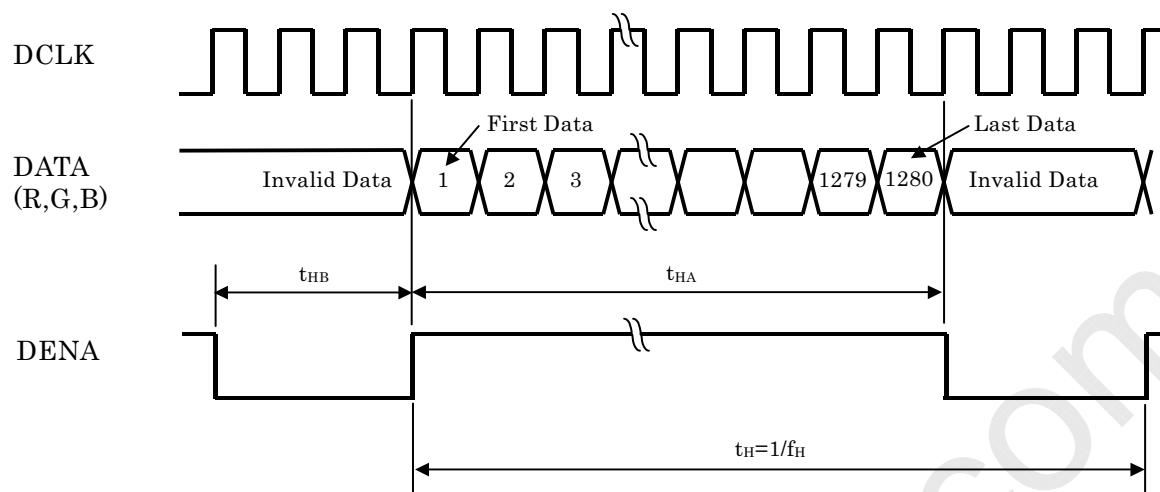 DCLK
First Data
Last Data
DATA
(R,G,B)
Invalid Data
1
2
3
1279
1280
Invalid Data
tHB
tHA
DENA
tH=1/fH
com